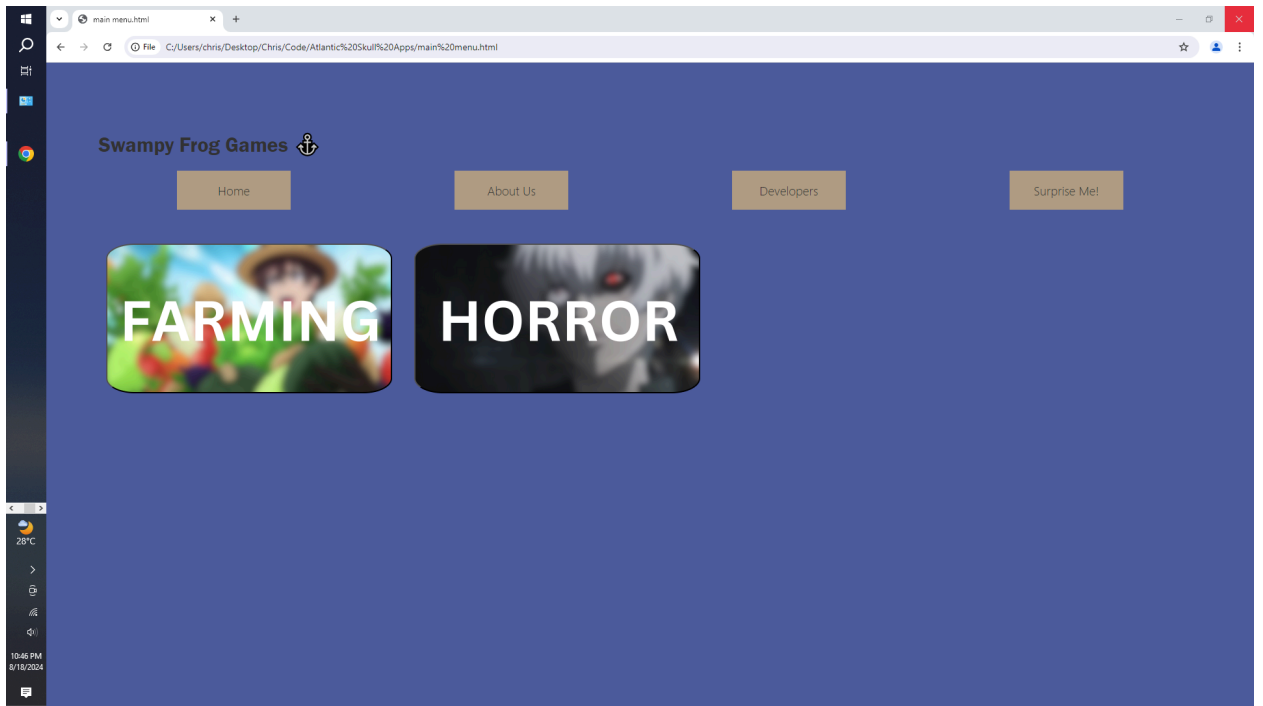 main menu.html
File C:/Users/chris/Desktop/Chris/Code/Atlantic%20Skull%20Apps/main%20menu.html
Swampy Frog Games
Home About Us Developers Surprise Me!
FARMING HORROR
28°C
10:46 PM
8/18/2024